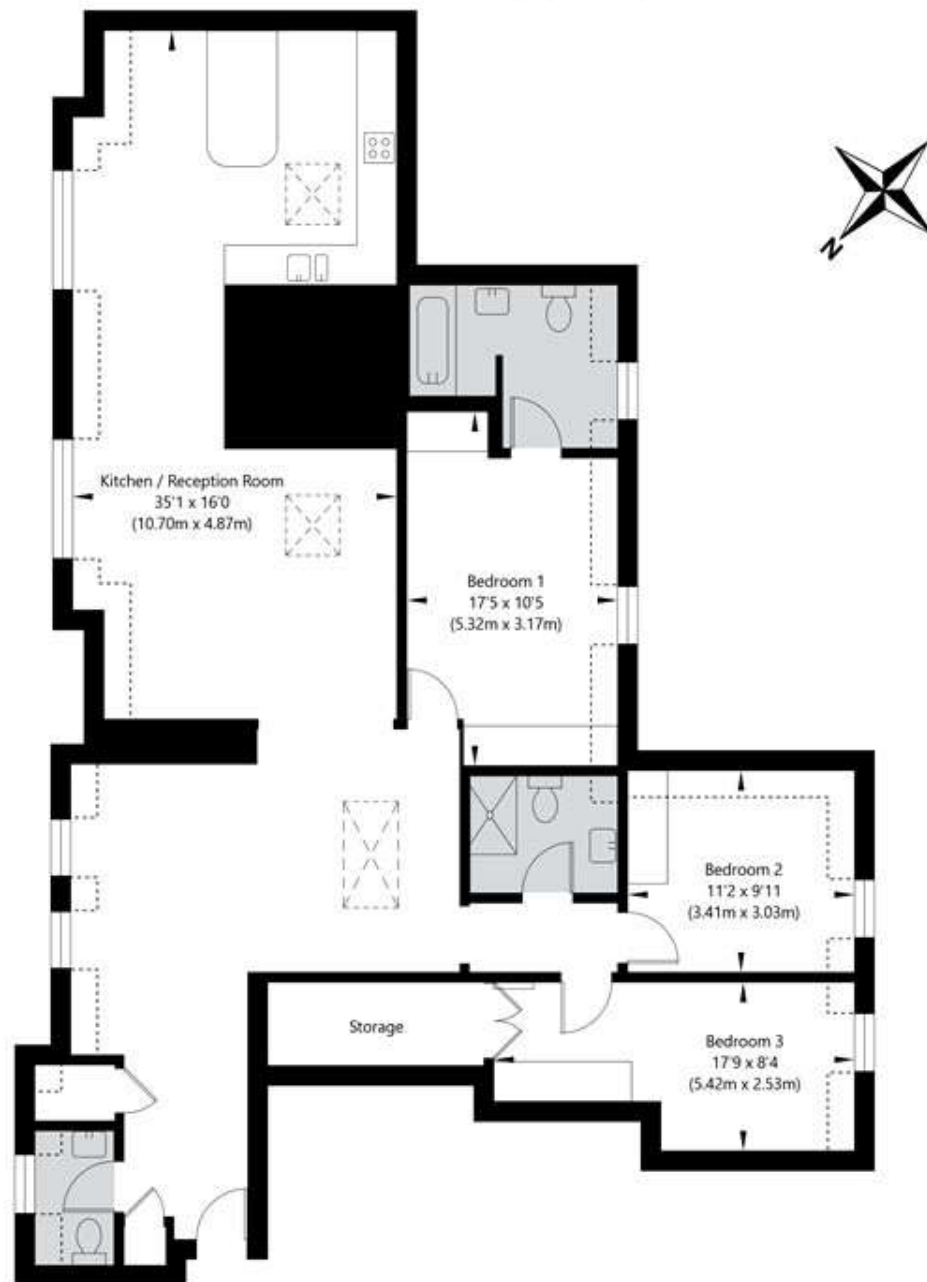 N
Kitchen / Reception Room
35'1 x 16'0
(10.70m x 4.87m)
Bedroom 1
17'5 x 10'5
(5.32m x 3.17m)
Bedroom 2
11'2 x 9'11
(3.41m x 3.03m)
Storage
Bedroom 3
17'9 x 8'4
(5.42m x 2.53m)